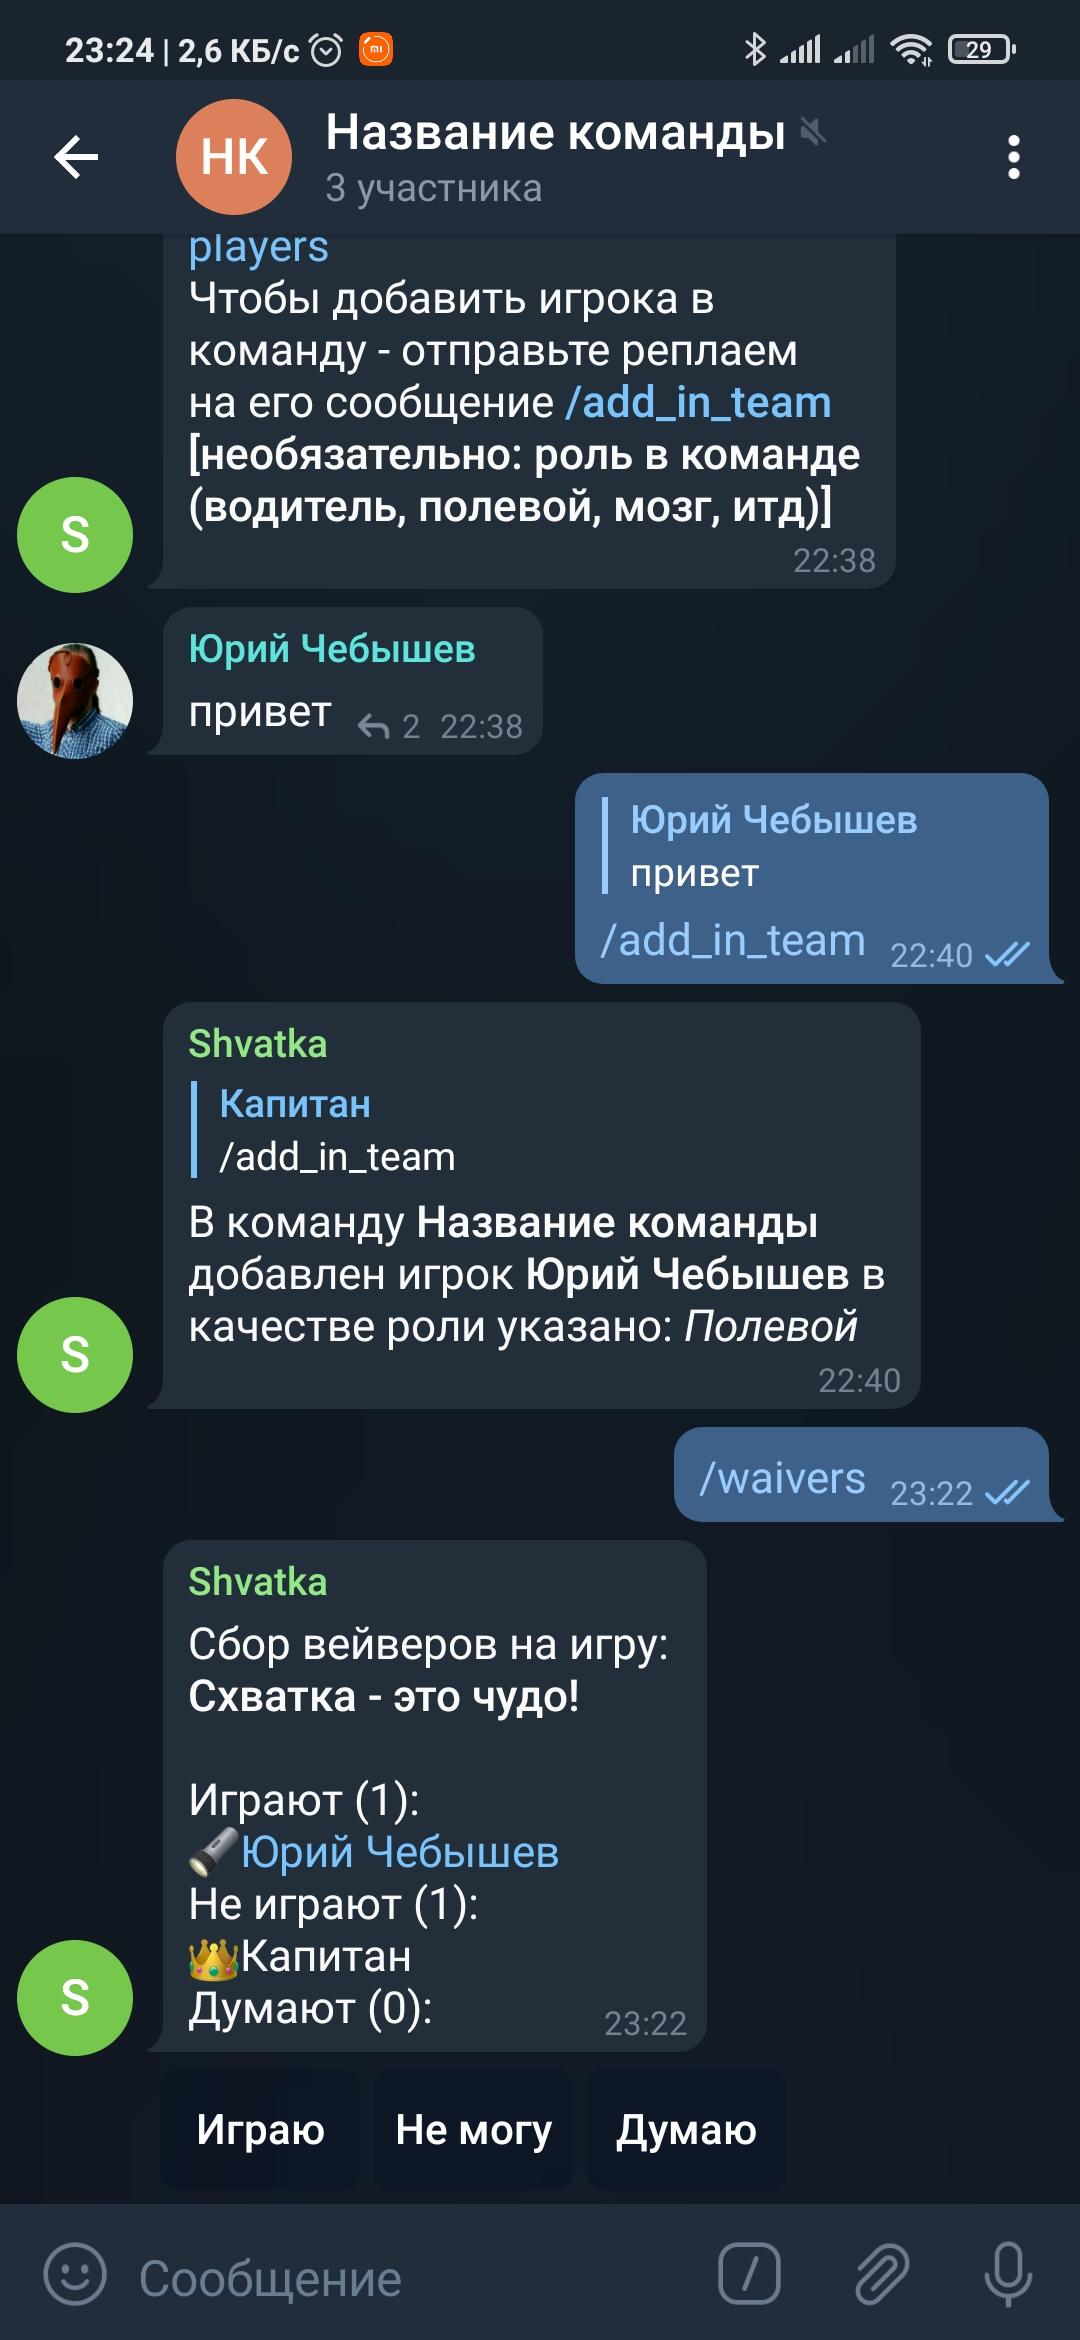 23:24 | 2,6 КБ/с
29
НК
Название команды
3 участника
players
Чтобы добавить игрока в
команду - отправьте реплаем
на его сообщение /add_in_team
[необязательно: роль в команде
(водитель, полевой, мозг, итд)]
22:38
S
Юрий Чебышев
привет 2 22:38
Юрий Чебышев
привет
/add_in_team 22:40
Shvatka
Капитан
/add_in_team
В команду Название команды
добавлен игрок Юрий Чебышев в
качестве роли указано: Полевой
22:40
S
/waivers 23:22
Shvatka
Сбор вейверов на игру:
Схватка - это чудо!
Играют (1):
🔦Юрий Чебышев
Не играют (1):
👑Капитан
Думают (0): 23:22
S
Играю Не могу Думаю
Сообщение